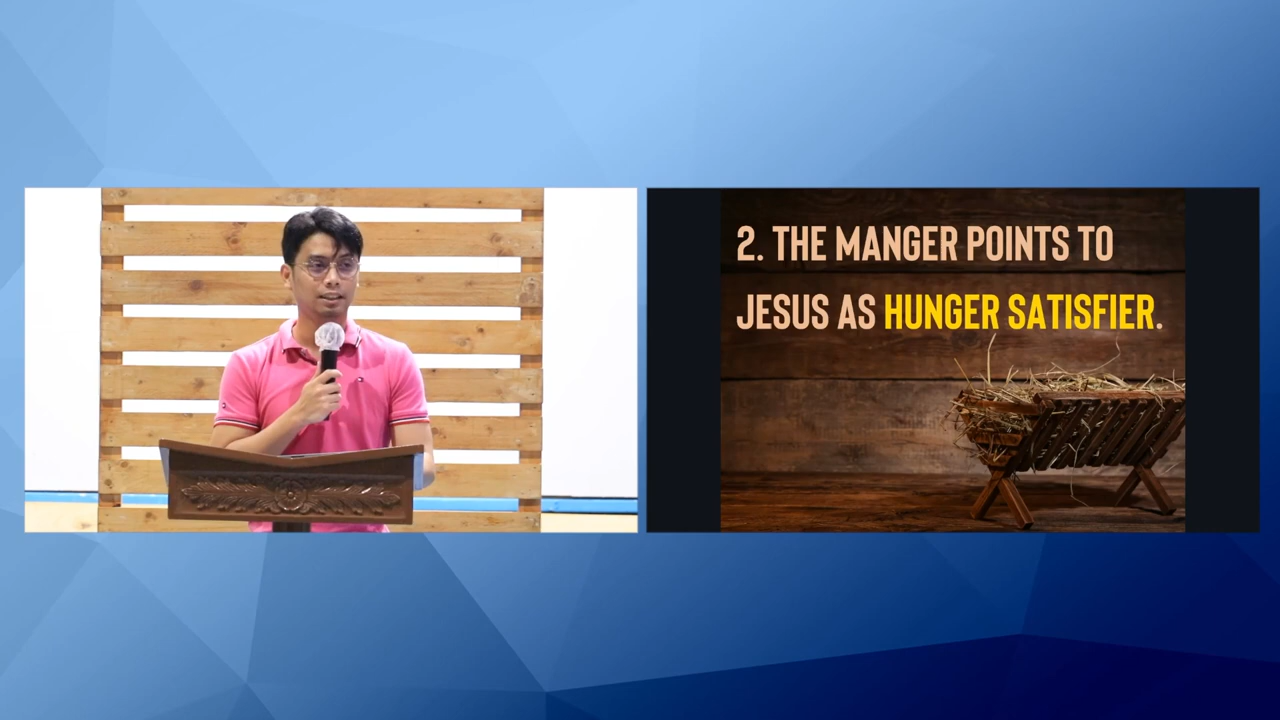 2. THE MANGER POINTS TO
JESUS AS HUNGER SATISFIER.